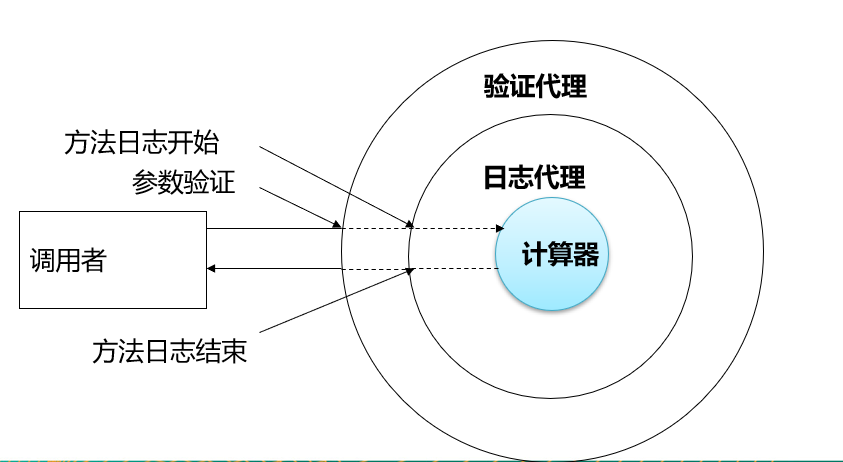 验证代理
方法日志开始
日志代理
参数验证
调用者
计算器
方法日志结束